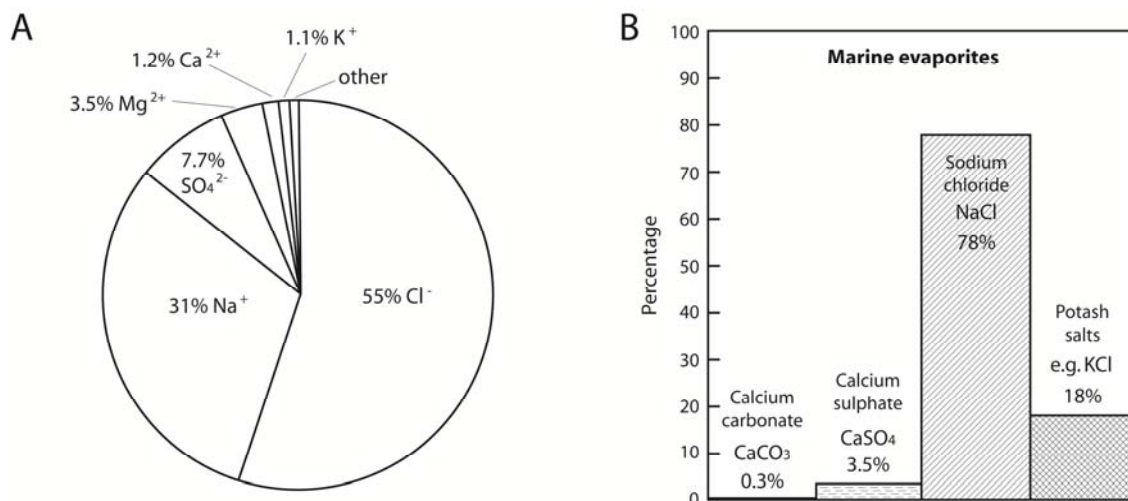 A
1.1% K+
1.2% Ca2+
other
3.5% Mg2+
7.7%
SO4 2-
31% Na+
55% Cl-
B
Marine evaporites
Percentage
100
90
80
70
60
50
40
30
20
10
0
Calcium
carbonate
CaCO3
0.3%
Calcium
sulphate
CaSO4
3.5%
Sodium
chloride
NaCl
78%
Potash
salts
e.g. KCl
18%